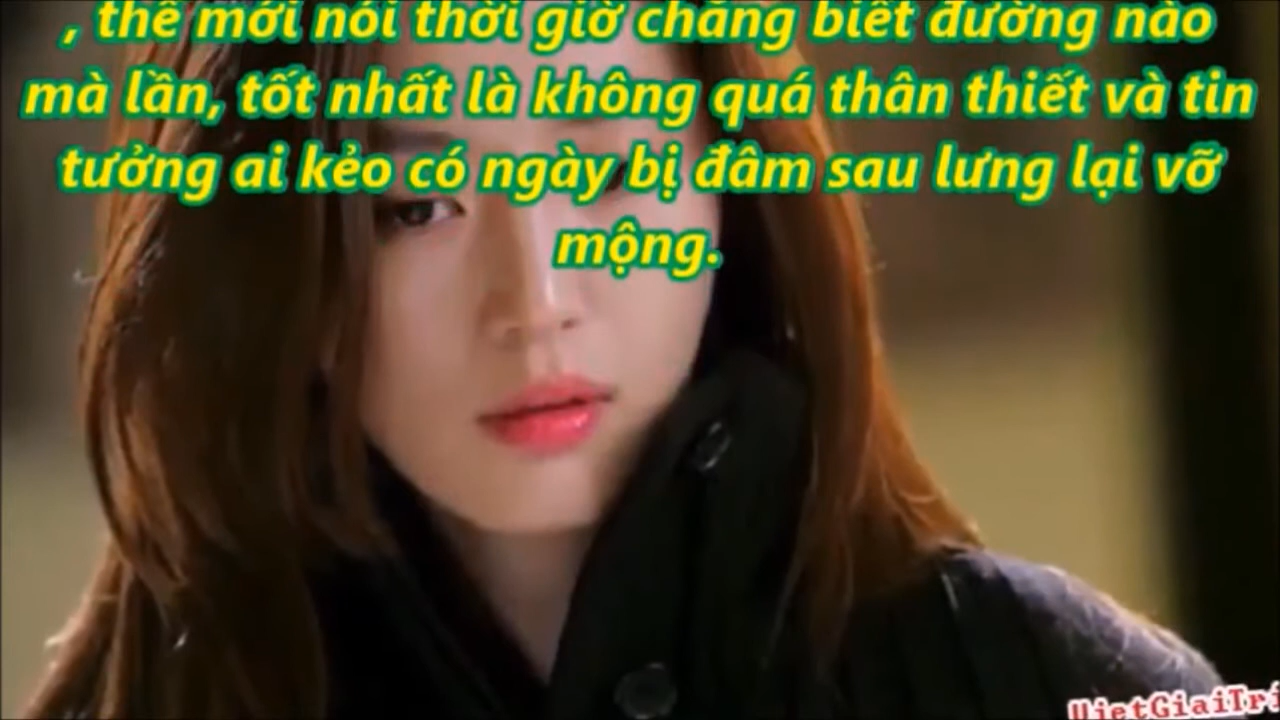 , thế mới nói thời giờ chẳng biết đường nào
mà lần, tốt nhất là không quá thân thiết và tin
tưởng ai kẻo có ngày bị đâm sau lưng lại vỡ
mộng.
VietGiaiTri